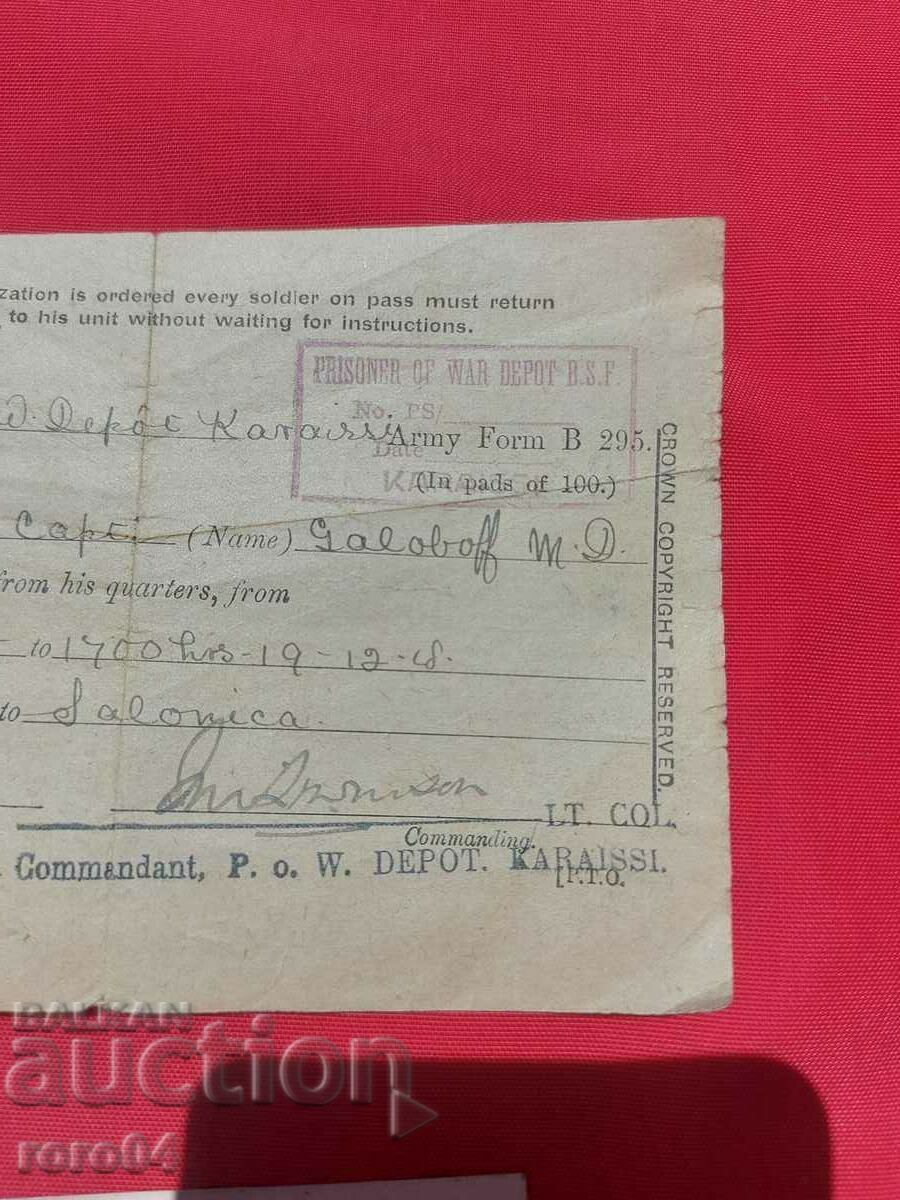 zation is ordered every soldier on pass must return
to his unit without waiting for instructions.
PRISONER OF WAR DEPOT B.S.F.
No. PS/
Depôt Karaissi Army Form B 295.
Date
(In pads of 100.)
Capt. (Name) Galoboff M.D.
from his quarters, from
to 1700 hrs - 19-12-18.
to Salonica.
LT. COL.
Commanding.
Commandant, P. o. W. DEPOT. KARAISSI.
[P.T.O.
CROWN COPYRIGHT RESERVED.
BALKAN
auction
roro04